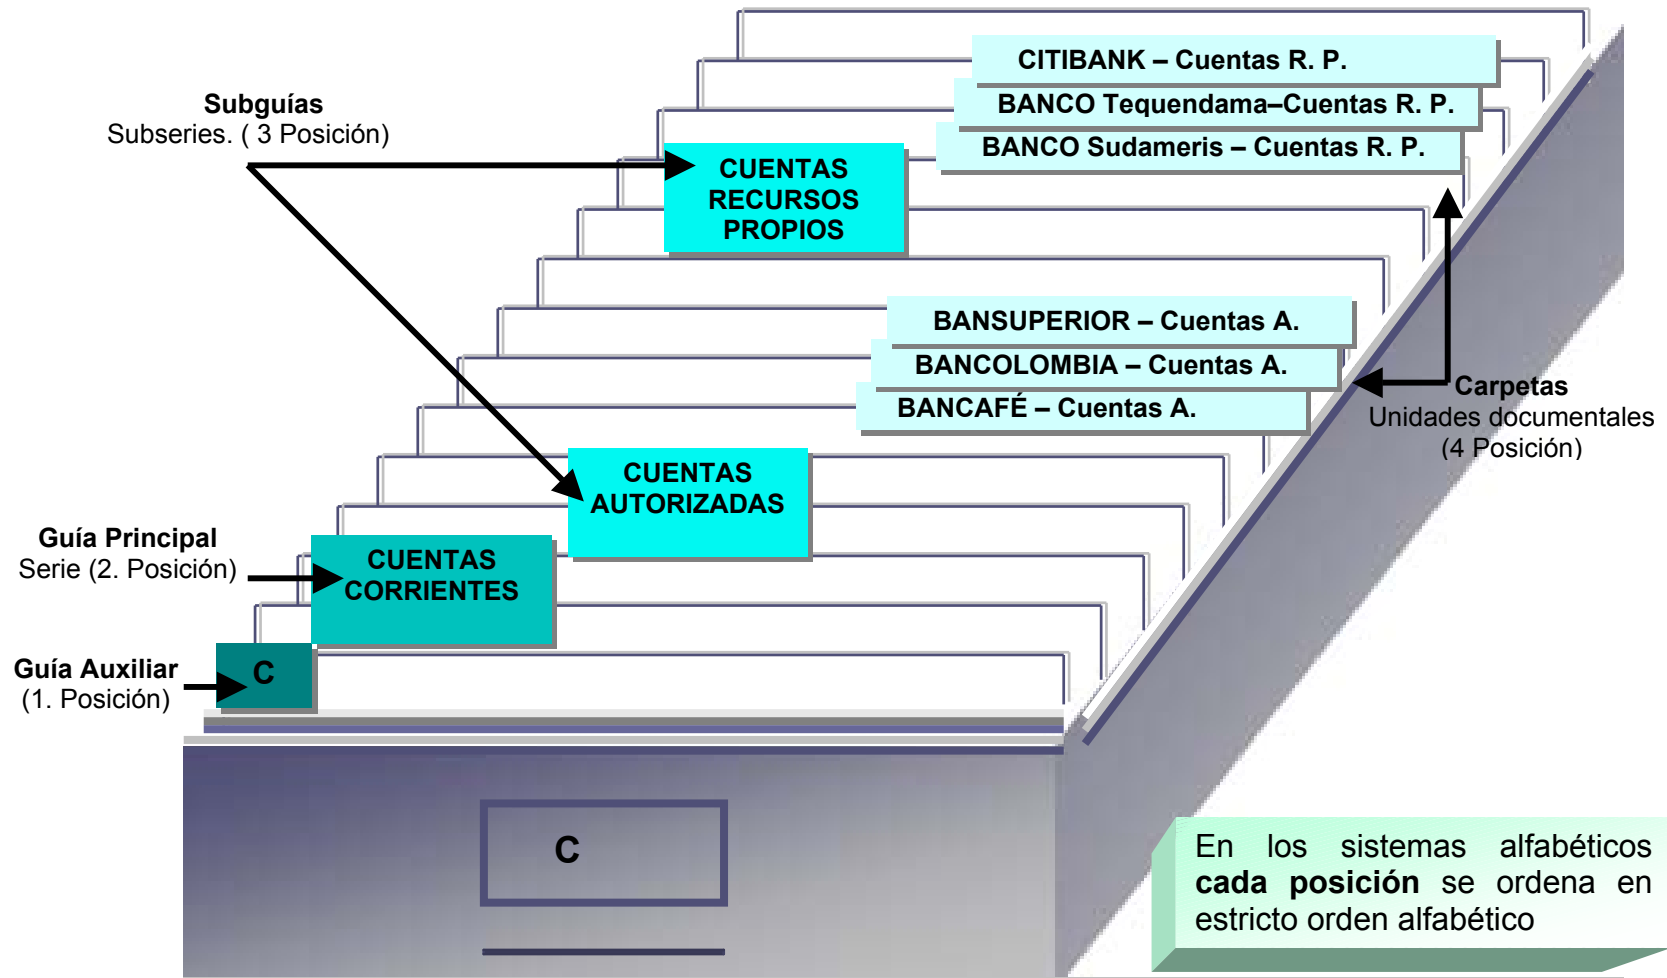 CITIBANK – Cuentas R. P.
BANCO Tequendama–Cuentas R. P.
BANCO Sudameris – Cuentas R. P.
Subguías
Subseries. ( 3 Posición)
CUENTAS
RECURSOS
PROPIOS
BANSUPERIOR – Cuentas A.
BANCOLOMBIA – Cuentas A.
BANCAFÉ – Cuentas A.
Carpetas
Unidades documentales
(4 Posición)
CUENTAS
AUTORIZADAS
Guía Principal
Serie (2. Posición)
CUENTAS
CORRIENTES
Guía Auxiliar
(1. Posición)
C
C
En los sistemas alfabéticos
cada posición se ordena en
estricto orden alfabético